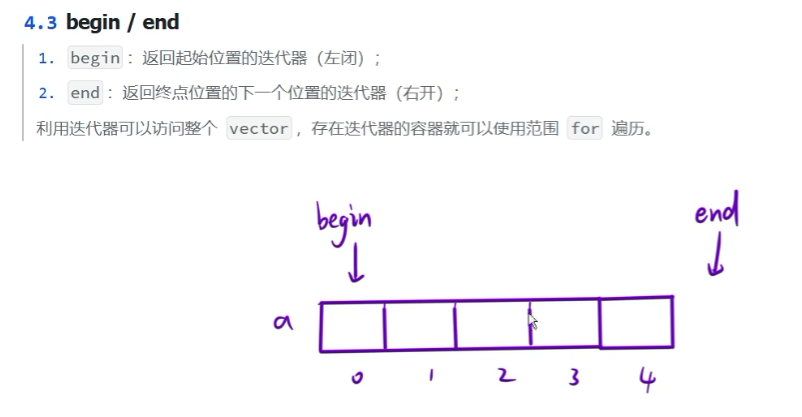 4.3 begin / end
1. begin：返回起始位置的迭代器（左闭）；
2. end：返回终点位置的下一个位置的迭代器（右开）；
利用迭代器可以访问整个 vector，存在迭代器的容器就可以使用范围 for 遍历。
begin end
a
0 1 2 3 4